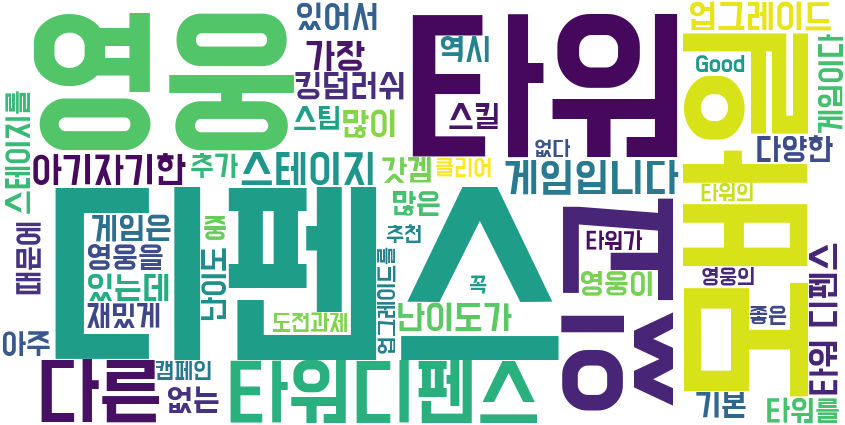 영웅
타워
있어서
가장
역시
킹덤러쉬
스팀
많이
스킬
업그레이드
Good
게임이다
모바일
스테이지를
아기자기한
추가
스테이지
갓겜
클리어
없다
게임입니다
다양한
디펜스
타워의
게임은
중
많은
추천
타워가
때문에
영웅을
난이도
업그레이드를
꼭
영웅이
영웅의
있는데
재밌게
도전과제
난이도가
좋은
타워 디펜스
아주
다른
캠페인
없는
타워디펜스
기본
타워를